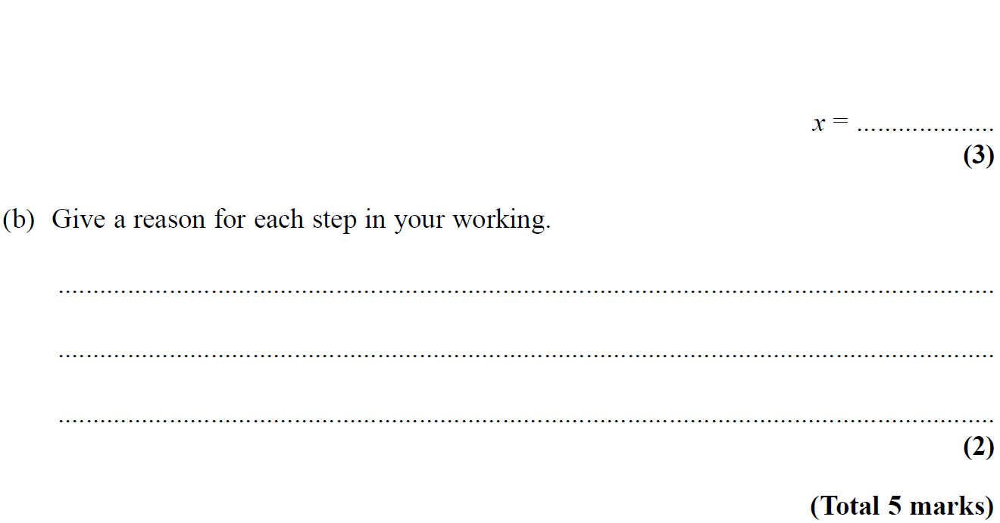 x = ....................
(3)
(b) Give a reason for each step in your working.
....................................................................................................................................
....................................................................................................................................
....................................................................................................................................
(2)
(Total 5 marks)